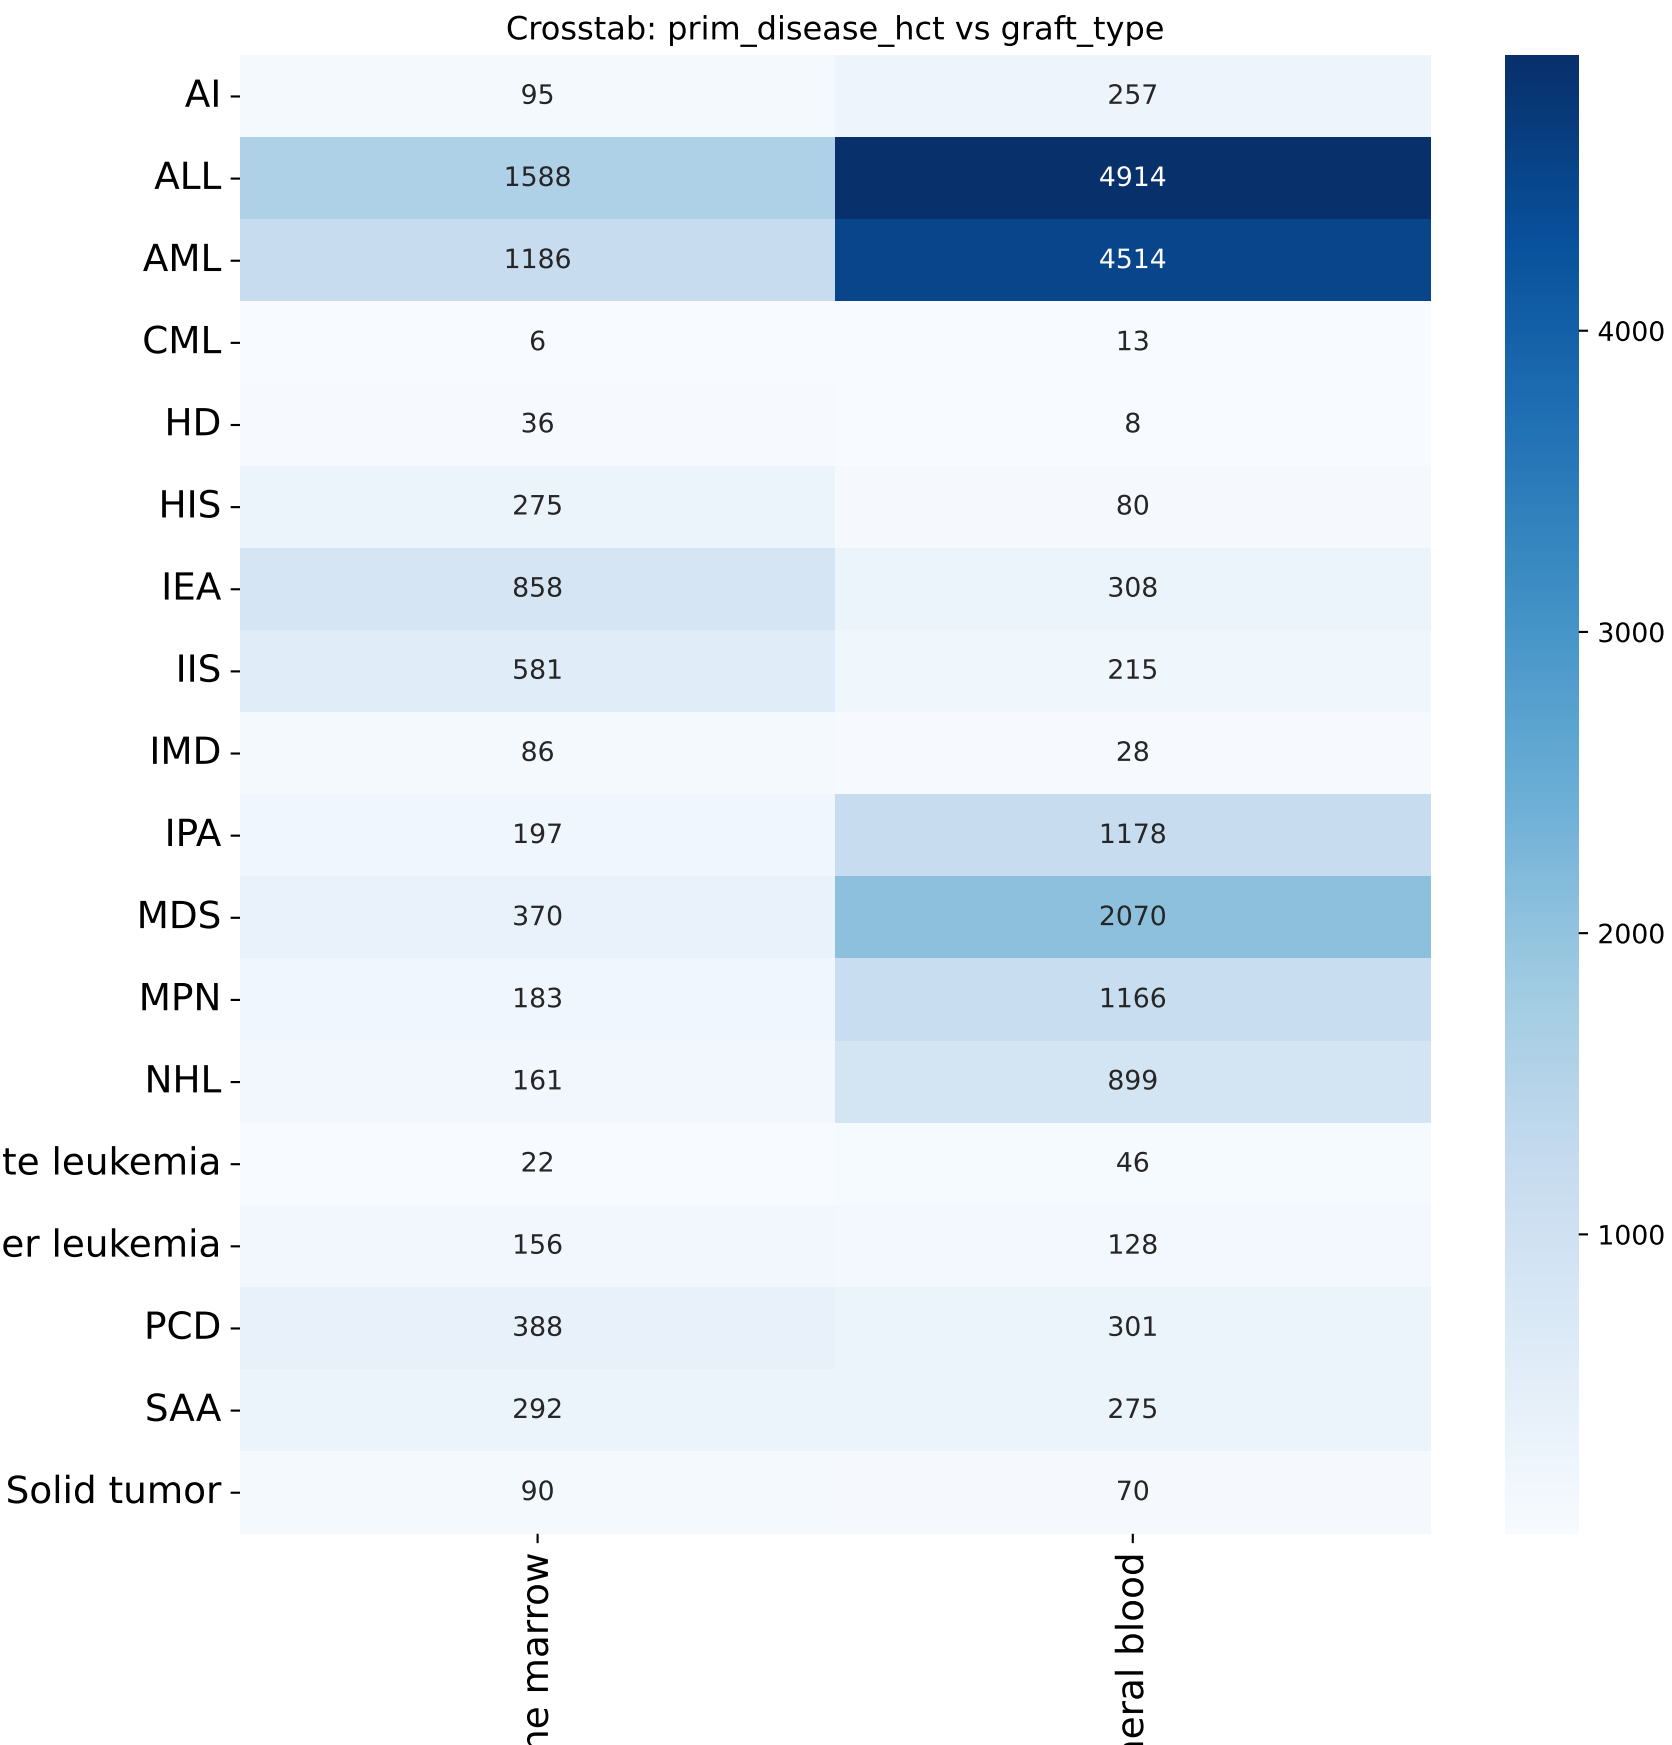 Crosstab: prim_disease_hct vs graft_type
AI 95 257
ALL 1588 4914
AML 1186 4514
CML 6 13
HD 36 8
HIS 275 80
IEA 858 308
IIS 581 215
IMD 86 28
IPA 197 1178
MDS 370 2070
MPN 183 1166
NHL 161 899
te leukemia 22 46
er leukemia 156 128
PCD 388 301
SAA 292 275
Solid tumor 90 70
ne marrow
heral blood
4000
3000
2000
1000